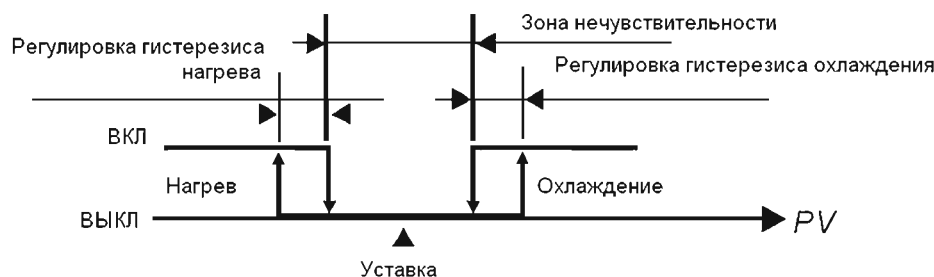 Зона нечувствительности
Регулировка гистерезиса
нагрева
Регулировка гистерезиса охлаждения
ВКЛ
Нагрев
Охлаждение
ВЫКЛ
PV
Уставка